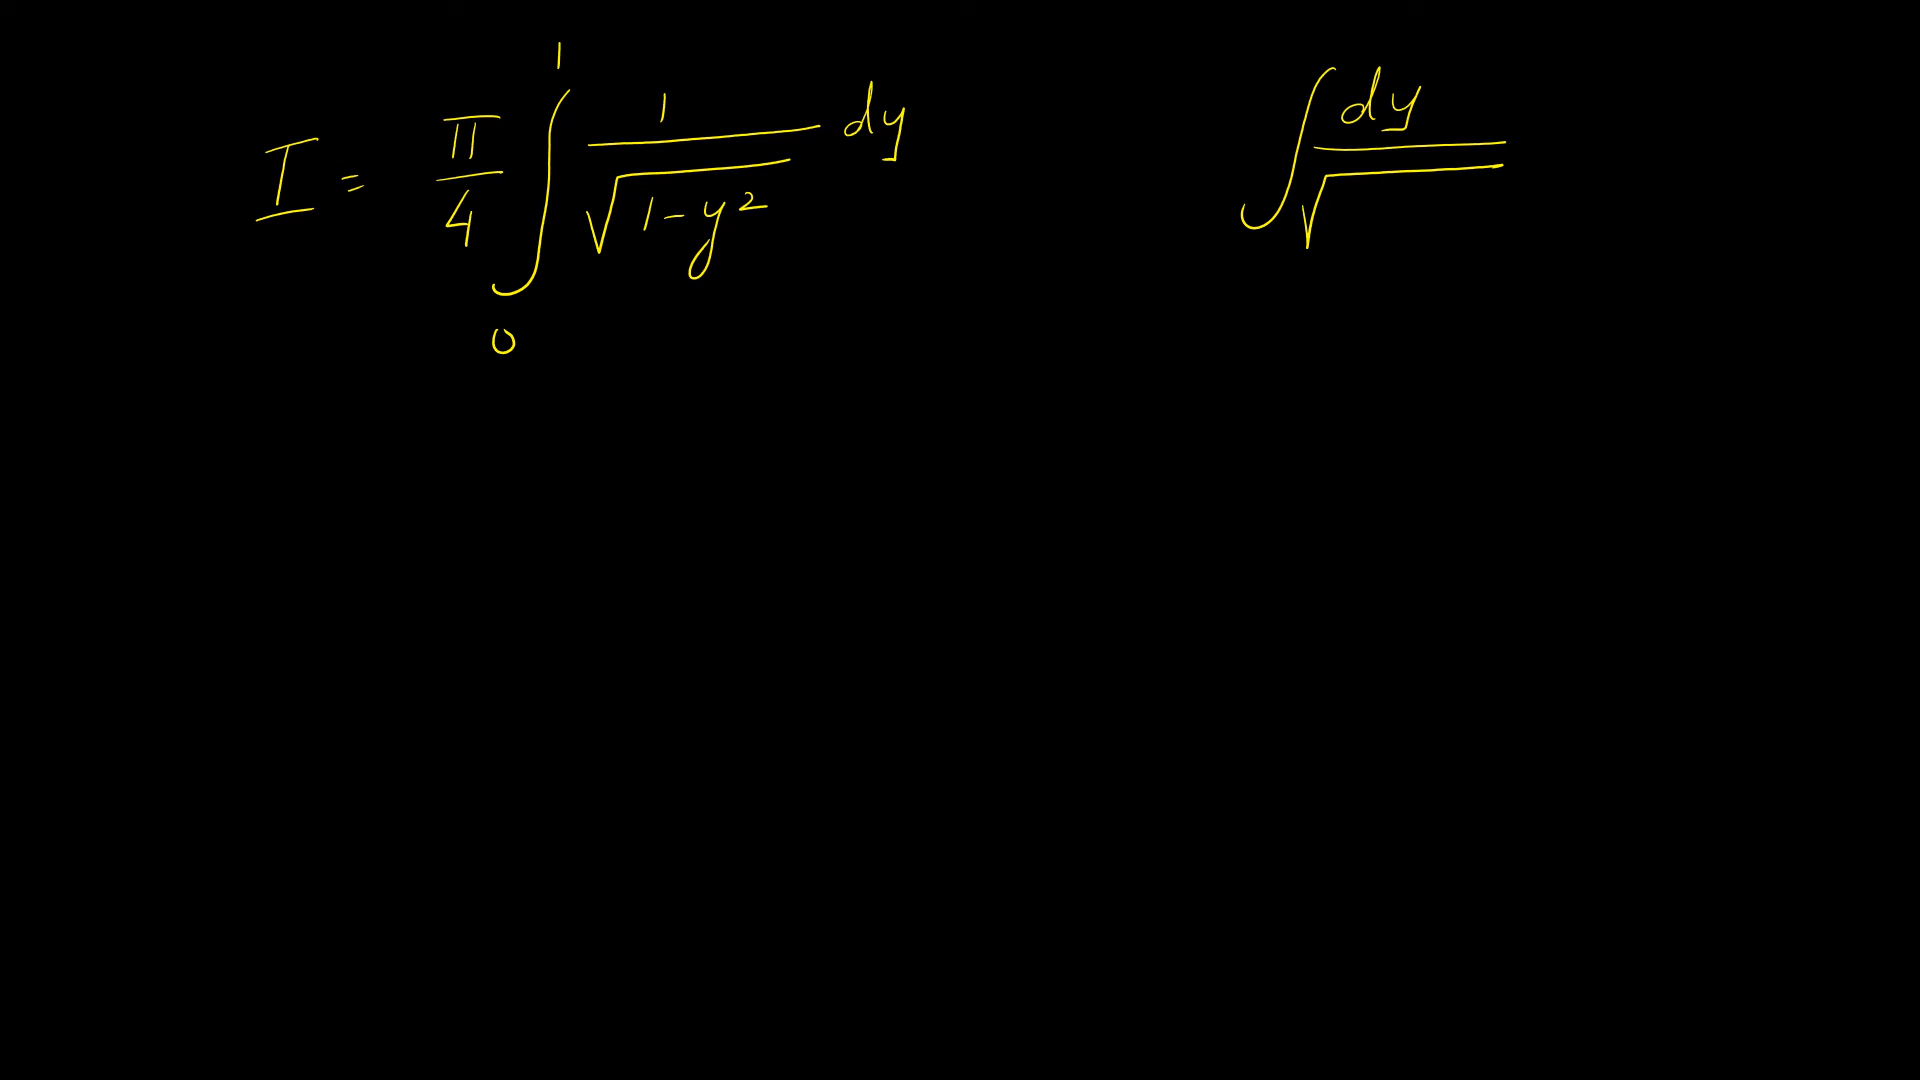 I = π/4 ∫₀¹ 1/√(1-y²) dy
∫ dy/√